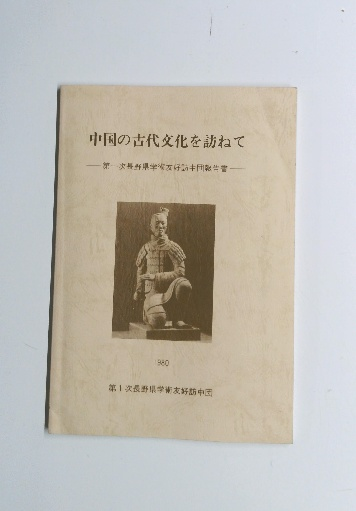 中国の古代文化を訪ねて
——第一次長野県学術友好訪中団報告書——
1980
第1次長野県学術友好訪中団